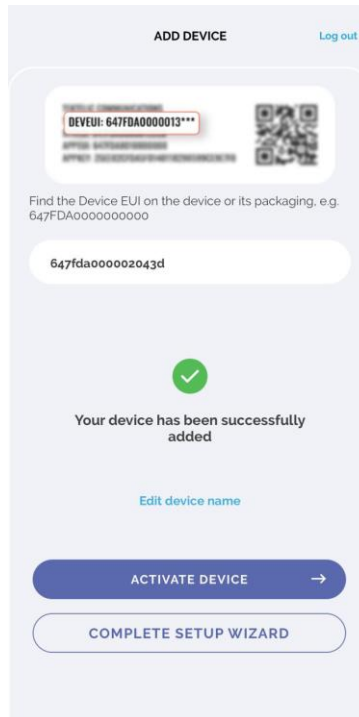 ADD DEVICE
Log out
DEVEUI: 647FDA0000013***
Find the Device EUI on the device or its packaging, e.g.
647FDA0000000000
647fda000002043d
Your device has been successfully
added
Edit device name
ACTIVATE DEVICE →
COMPLETE SETUP WIZARD